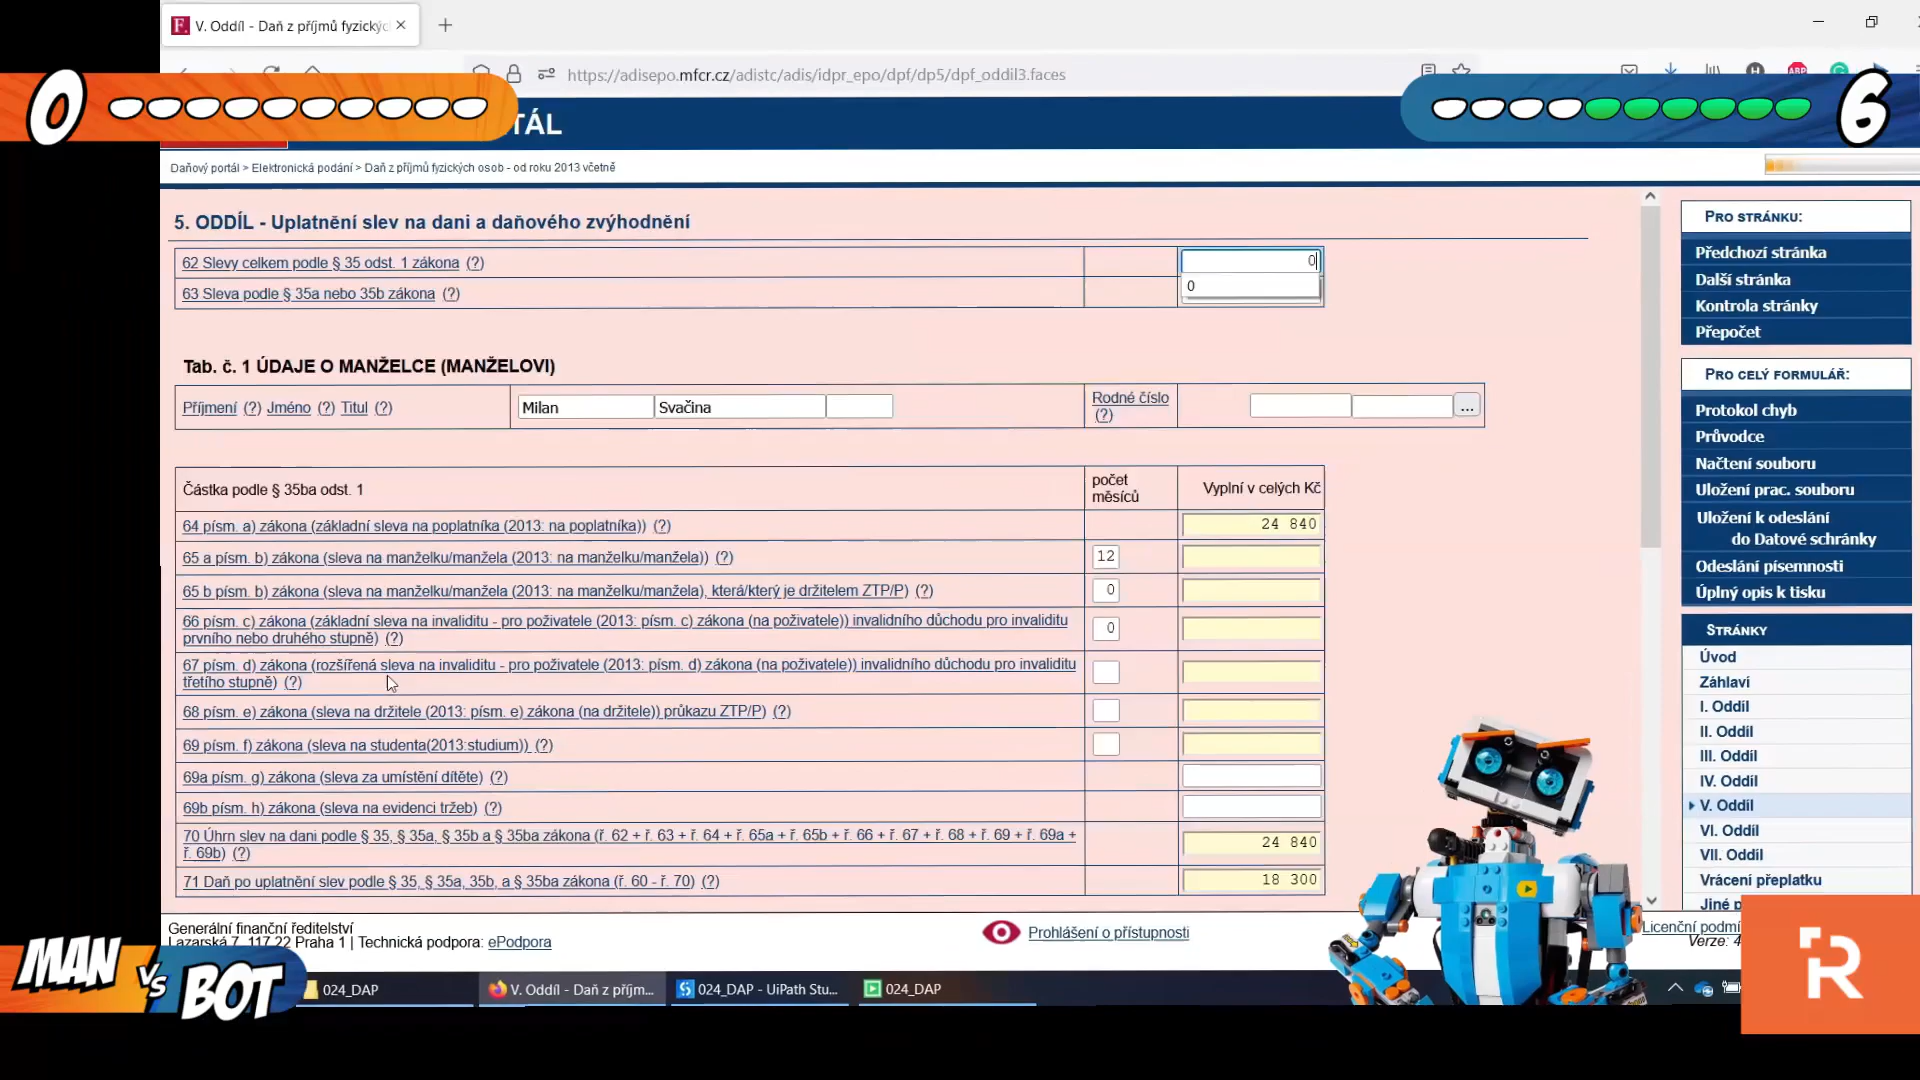 V. Oddíl - Daň z příjmů fyzický
https://adisepo.mfcr.cz/adistc/adis/idpr_epo/dpf/dp5/dpf_oddil3.faces
0
6
TÁL
Daňový portál > Elektronická podání > Daň z příjmů fyzických osob - od roku 2013 včetně
5. ODDÍL - Uplatnění slev na dani a daňového zvýhodnění
62 Slevy celkem podle § 35 odst. 1 zákona (?) 0
0
63 Sleva podle § 35a nebo 35b zákona (?)
Tab. č. 1 ÚDAJE O MANŽELCE (MANŽELOVI)
Příjmení (?) Jméno (?) Titul (?) Milan Svačina Rodné číslo (?) ...
Částka podle § 35ba odst. 1 počet měsíců Vyplní v celých Kč
64 písm. a) zákona (základní sleva na poplatníka (2013: na poplatníka)) (?) 24 840
65 a písm. b) zákona (sleva na manželku/manžela (2013: na manželku/manžela)) (?) 12
65 b písm. b) zákona (sleva na manželku/manžela (2013: na manželku/manžela), která/který je držitelem ZTP/P) (?) 0
66 písm. c) zákona (základní sleva na invaliditu - pro poživatele (2013: písm. c) zákona (na poživatele)) invalidního důchodu pro invaliditu
prvního nebo druhého stupně) (?) 0
67 písm. d) zákona (rozšířená sleva na invaliditu - pro poživatele (2013: písm. d) zákona (na poživatele)) invalidního důchodu pro invaliditu
třetího stupně) (?)
68 písm. e) zákona (sleva na držitele (2013: písm. e) zákona (na držitele)) průkazu ZTP/P) (?)
69 písm. f) zákona (sleva na studenta(2013:studium)) (?)
69a písm. g) zákona (sleva za umístění dítěte) (?)
69b písm. h) zákona (sleva na evidenci tržeb) (?)
70 Úhrn slev na dani podle § 35, § 35a, § 35b a § 35ba zákona (ř. 62 + ř. 63 + ř. 64 + ř. 65a + ř. 65b + ř. 66 + ř. 67 + ř. 68 + ř. 69 + ř. 69a +
ř. 69b) (?) 24 840
71 Daň po uplatnění slev podle § 35, § 35a, 35b, a § 35ba zákona (ř. 60 - ř. 70) (?) 18 300
PRO STRÁNKU:
Předchozí stránka
Další stránka
Kontrola stránky
Přepočet
PRO CELÝ FORMULÁŘ:
Protokol chyb
Průvodce
Načtení souboru
Uložení prac. souboru
Uložení k odeslání
do Datové schránky
Odeslání písemnosti
Úplný opis k tisku
STRÁNKY
Úvod
Záhlaví
I. Oddíl
II. Oddíl
III. Oddíl
IV. Oddíl
V. Oddíl
VI. Oddíl
VII. Oddíl
Vrácení přeplatku
Generální finanční ředitelství
Lazarská 7, 117 22 Praha 1 | Technická podpora: ePodpora
Prohlášení o přístupnosti
Licenční podmí
Verze: 4
MAN VS BOT
024_DAP
V. Oddíl - Daň z příjm...
024_DAP - UiPath Stu...
024_DAP
R